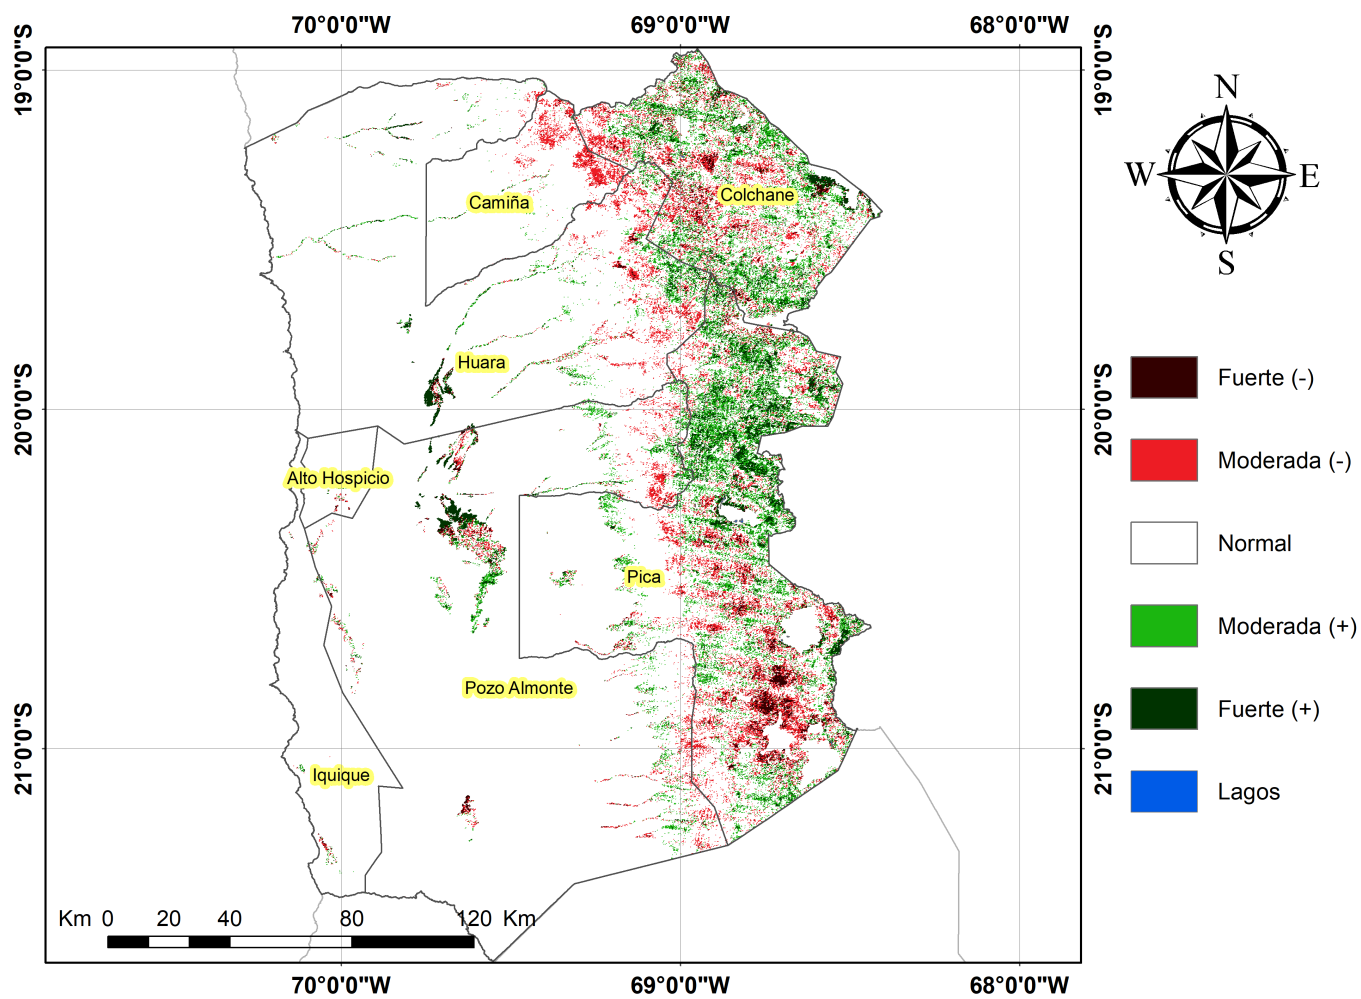 70°0'0"W 69°0'0"W 68°0'0"W
19°0'0"S 19°0'0"S
N
W E
S
Camiña
Colchane
Huara
20°0'0"S 20°0'0"S
Alto Hospicio
Pica
Pozo Almonte
Iquique
21°0'0"S 21°0'0"S
Fuerte (-)
Moderada (-)
Normal
Moderada (+)
Fuerte (+)
Lagos
Km 0 20 40 80 120 Km
70°0'0"W 69°0'0"W 68°0'0"W